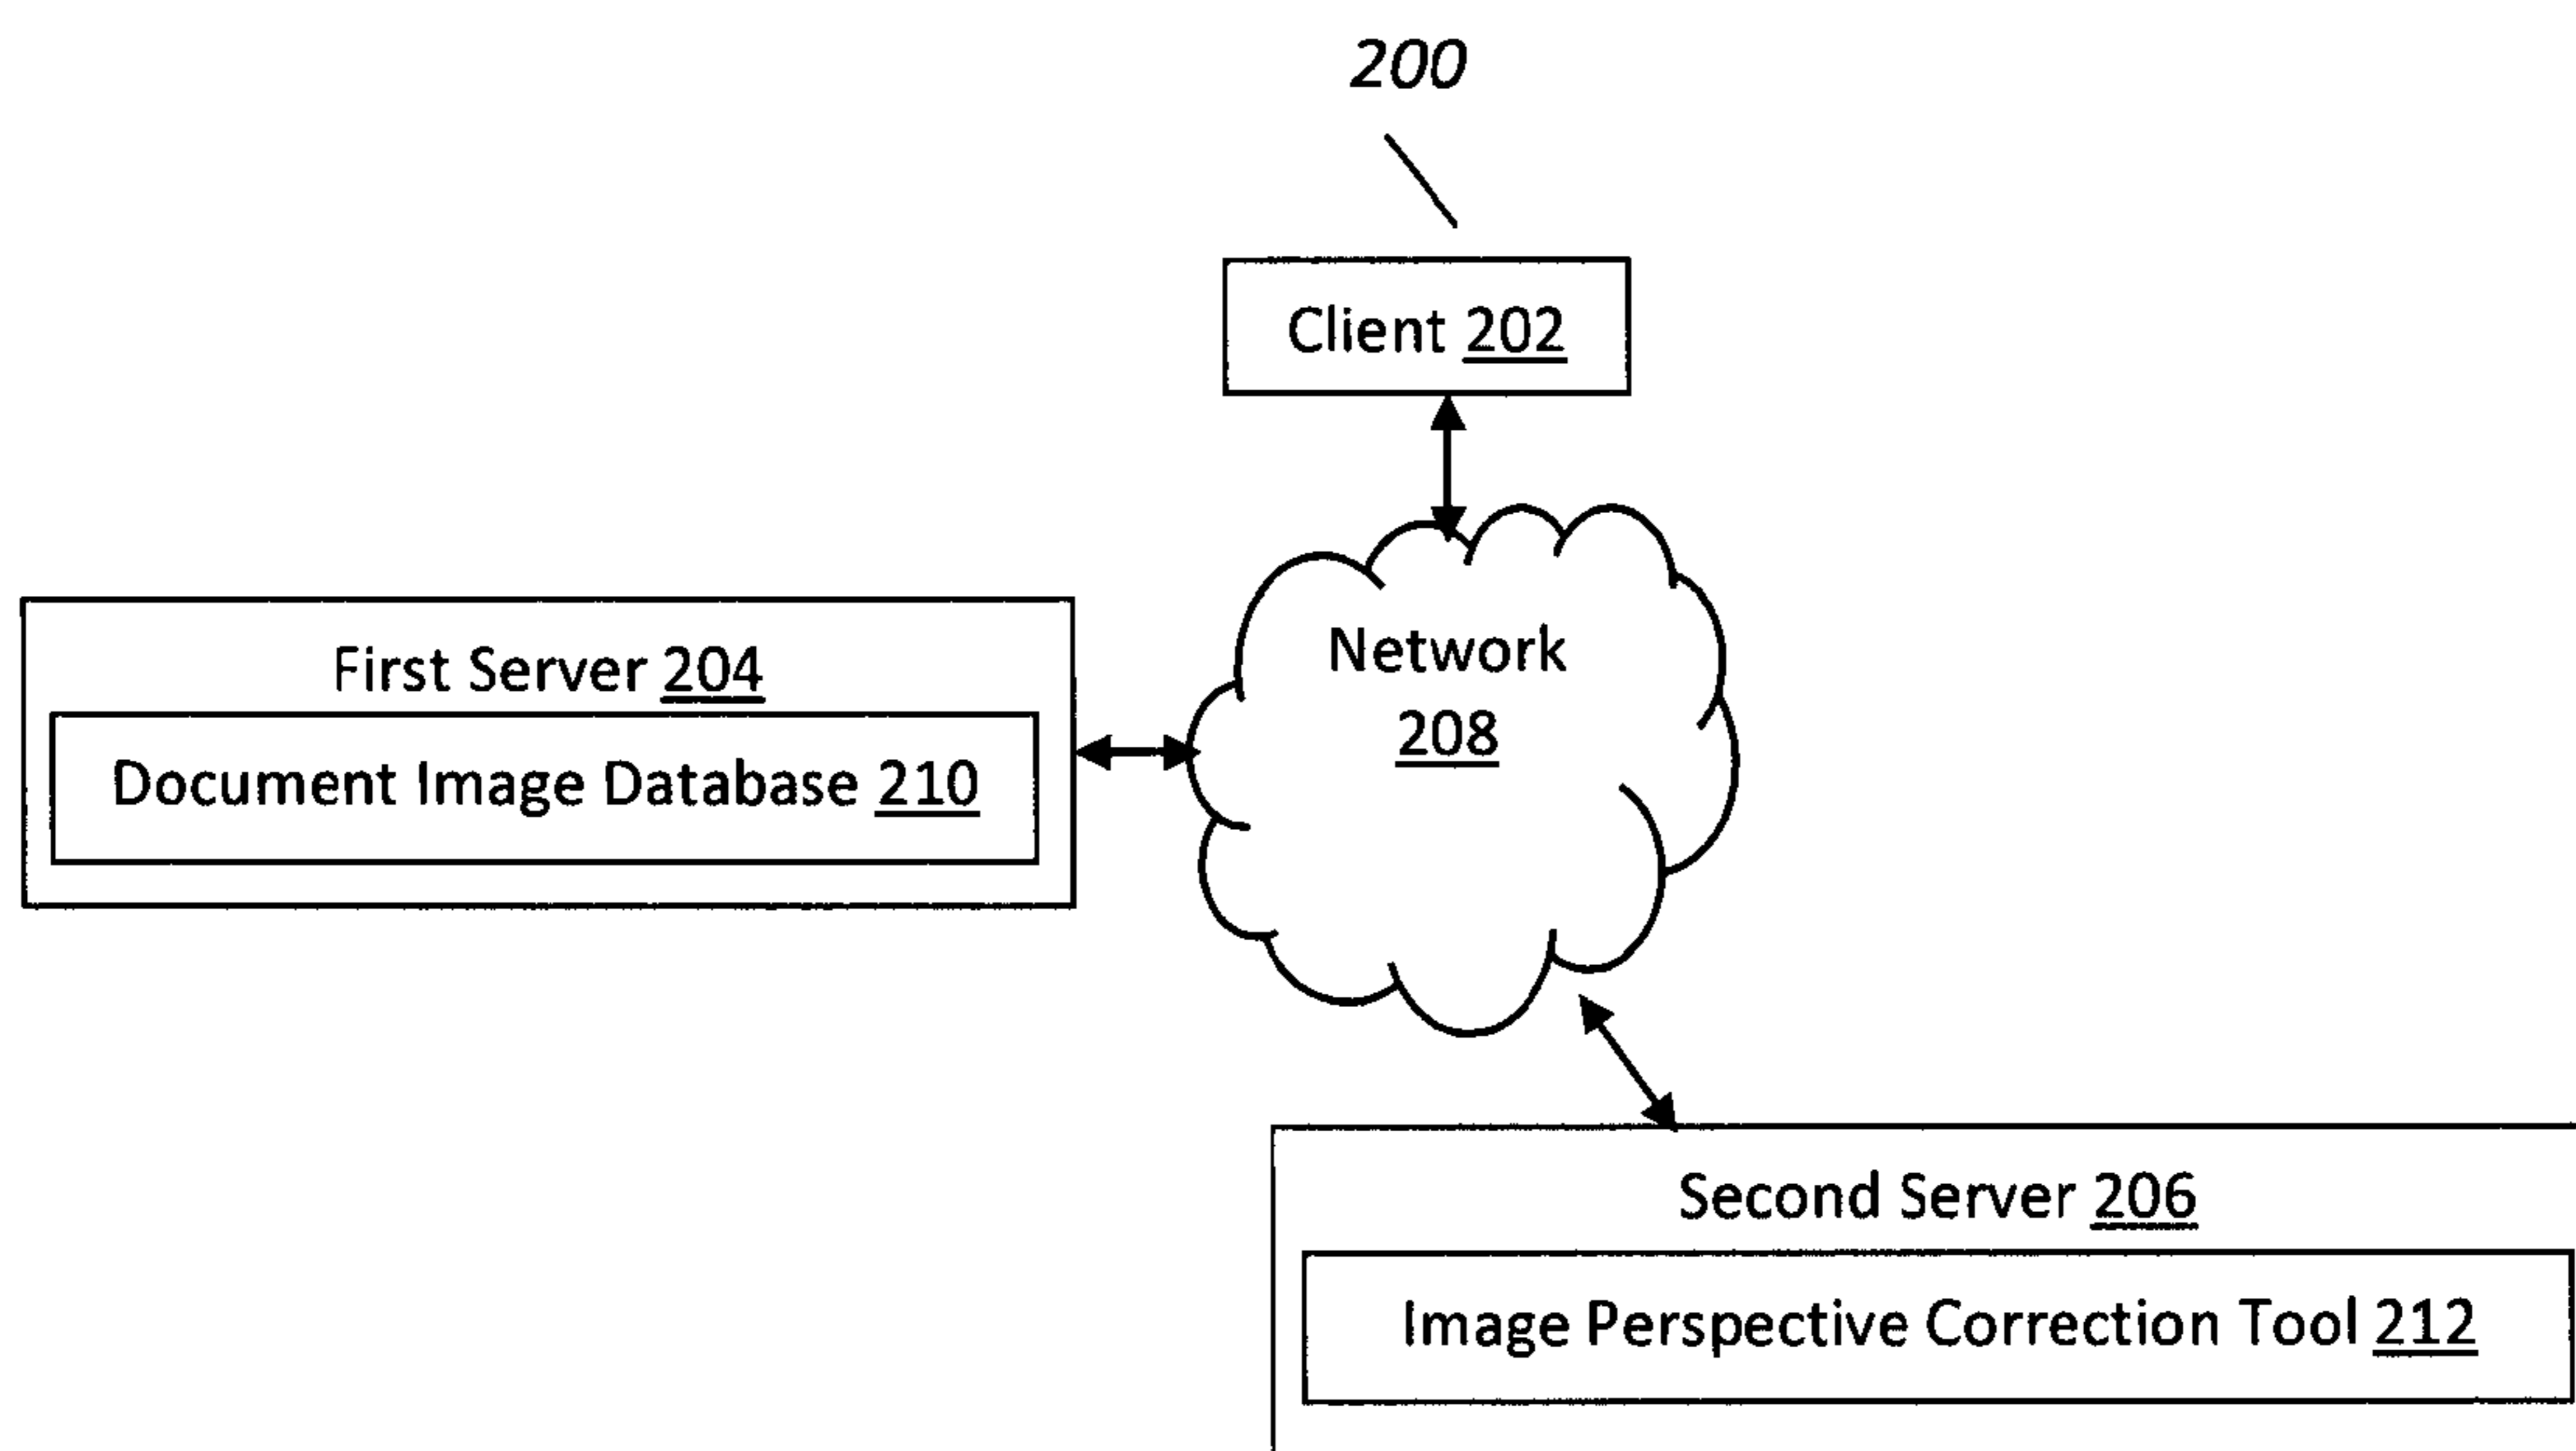 200
Client 202
Network
208
First Server 204
Document Image Database 210
Second Server 206
Image Perspective Correction Tool 212